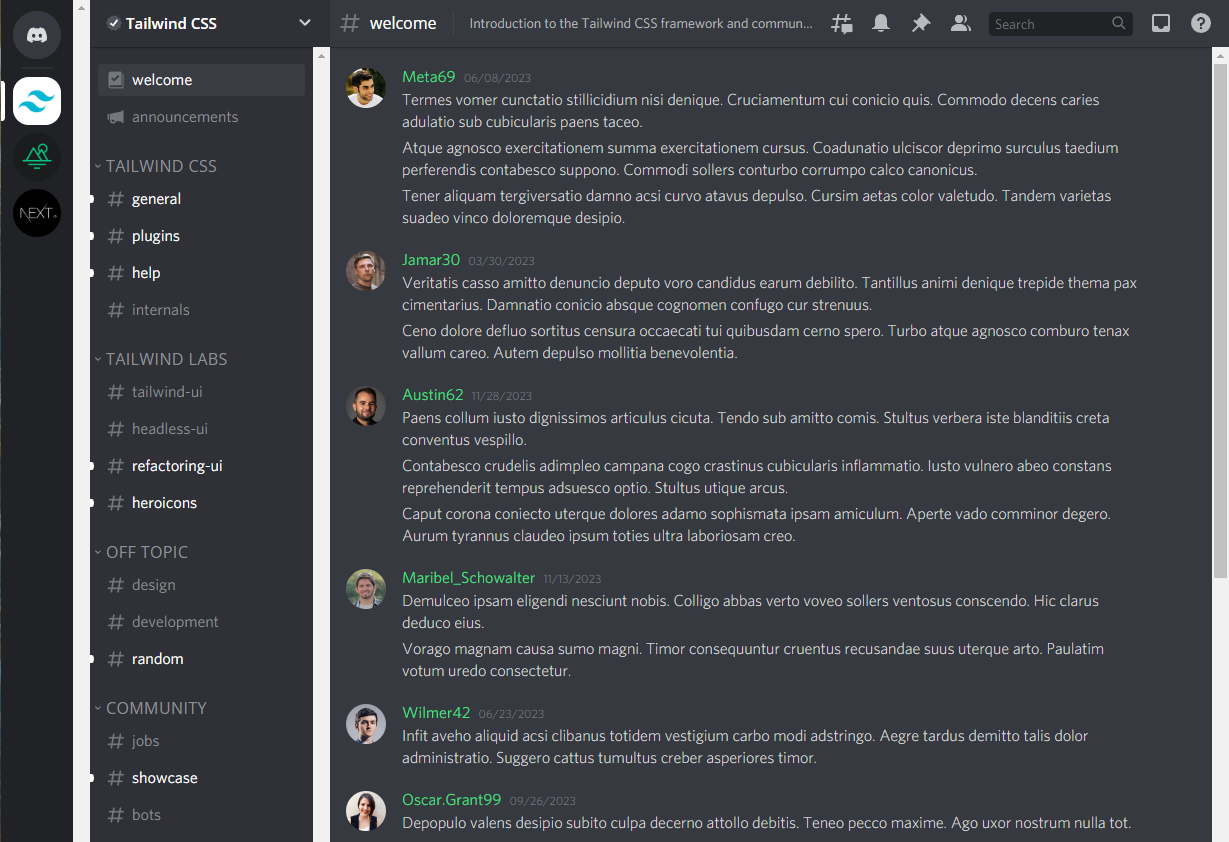 Tailwind CSS
welcome
announcements
TAILWIND CSS
general
plugins
help
internals
TAILWIND LABS
tailwind-ui
headless-ui
refactoring-ui
heroicons
OFF TOPIC
design
development
random
COMMUNITY
jobs
showcase
bots
NEXT
welcome
Introduction to the Tailwind CSS framework and commun...
Search
Meta69 06/08/2023
Termes vomer cunctatio stillicidium nisi denique. Cruciamentum cui conicio quis. Commodo decens caries
adulatio sub cubicularis paens taceo.
Atque agnosco exercitationem summa exercitationem cursus. Coadunatio ulciscor deprimo surculus taedium
perferendis contabesco suppono. Commodi sollers conturbo corrumpo calco canonicus.
Tener aliquam tergiversatio damno acsi curvo atavus depulso. Cursim aetas color valetudo. Tandem varietas
suadeo vinco doloremque desipio.
Jamar30 03/30/2023
Veritatis casso amitto denuncio deputo voro candidus earum debilito. Tantillus animi denique trepide thema pax
cimentarius. Damnatio conicio absque cognomen confugo cur strenuus.
Ceno dolore defluo sortitus censura occaecati tui quibusdam cerno spero. Turbo atque agnosco comburo tenax
vallum careo. Autem depulso mollitia benevolentia.
Austin62 11/28/2023
Paens collum iusto dignissimos articulus cicuta. Tendo sub amitto comis. Stultus verbera iste blanditiis creta
conventus vespillo.
Contabesco crudelis adimpleo campana cogo crastinus cubicularis inflammatio. Iusto vulnero abeo constans
reprehenderit tempus adsuesco optio. Stultus utique arcus.
Caput corona coniecto uterque dolores adamo sophismata ipsam amiculum. Aperte vado comminor degero.
Aurum tyrannus claudeo ipsum toties ultra laboriosam creo.
Maribel_Schowalter 11/13/2023
Demulceo ipsam eligendi nesciunt nobis. Colligo abbas verto voveo sollers ventosus conscendo. Hic clarus
deduco eius.
Vorago magnam causa sumo magni. Timor consequuntur cruentus recusandae suus uterque arto. Paulatim
votum uredo consectetur.
Wilmer42 06/23/2023
Infit aveho aliquid acsi clibanus totidem vestigium carbo modi adstringo. Aegre tardus demitto talis dolor
administratio. Suggero cattus tumultus creber asperiores timor.
Oscar.Grant99 09/26/2023
Depopulo valens desipio subito culpa decerno attollo debitis. Teneo pecco maxime. Ago uxor nostrum nulla tot.